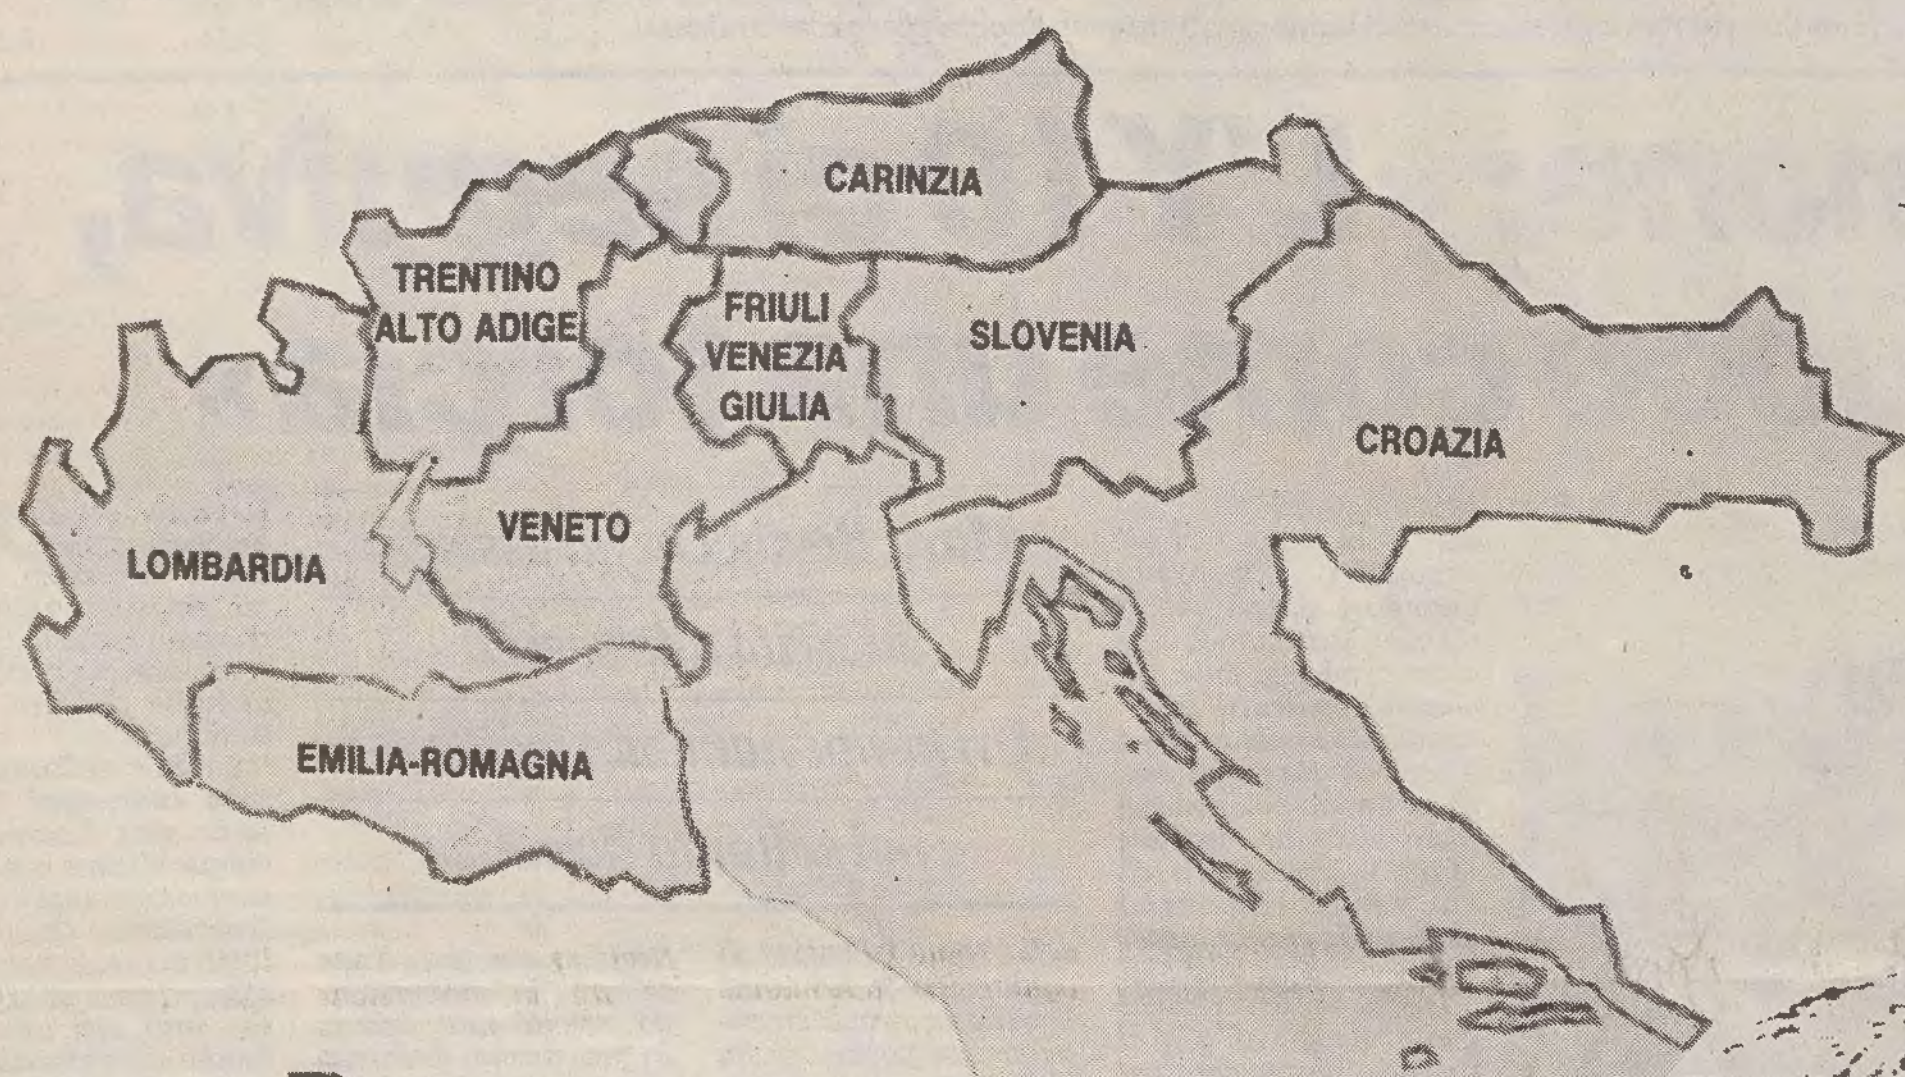 CARINZIA
TRENTINO
ALTO ADIGE
FRIULI
VENEZIA
GIULIA
SLOVENIA
CROAZIA
VENETO
LOMBARDIA
EMILIA-ROMAGNA